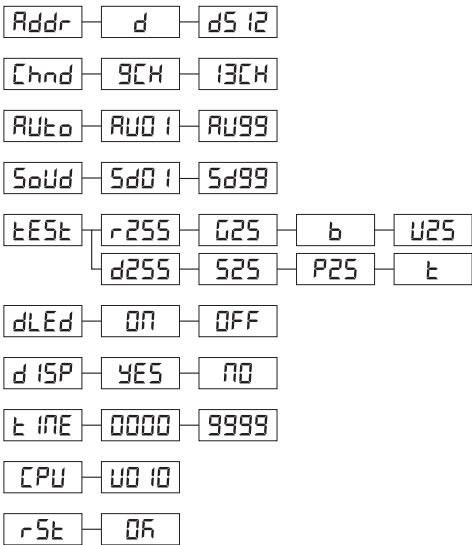 Addr d d512
Chnd 9CH 13CH
AUto AU01 AU99
SoUd Sd01 Sd99
tESt r255 G25 b U25
d255 S25 P25 t
dLEd ON OFF
dISP YES NO
tIME 0000 9999
CPU U010
rSt OK